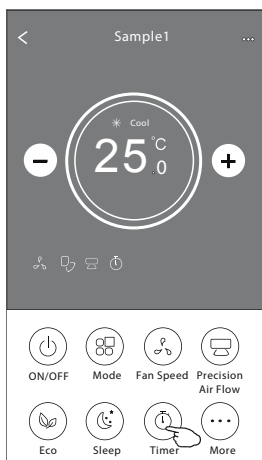 Sample1
...
Cool
25.0 °C
ON/OFF Mode Fan Speed Precision Air Flow
Eco Sleep Timer More